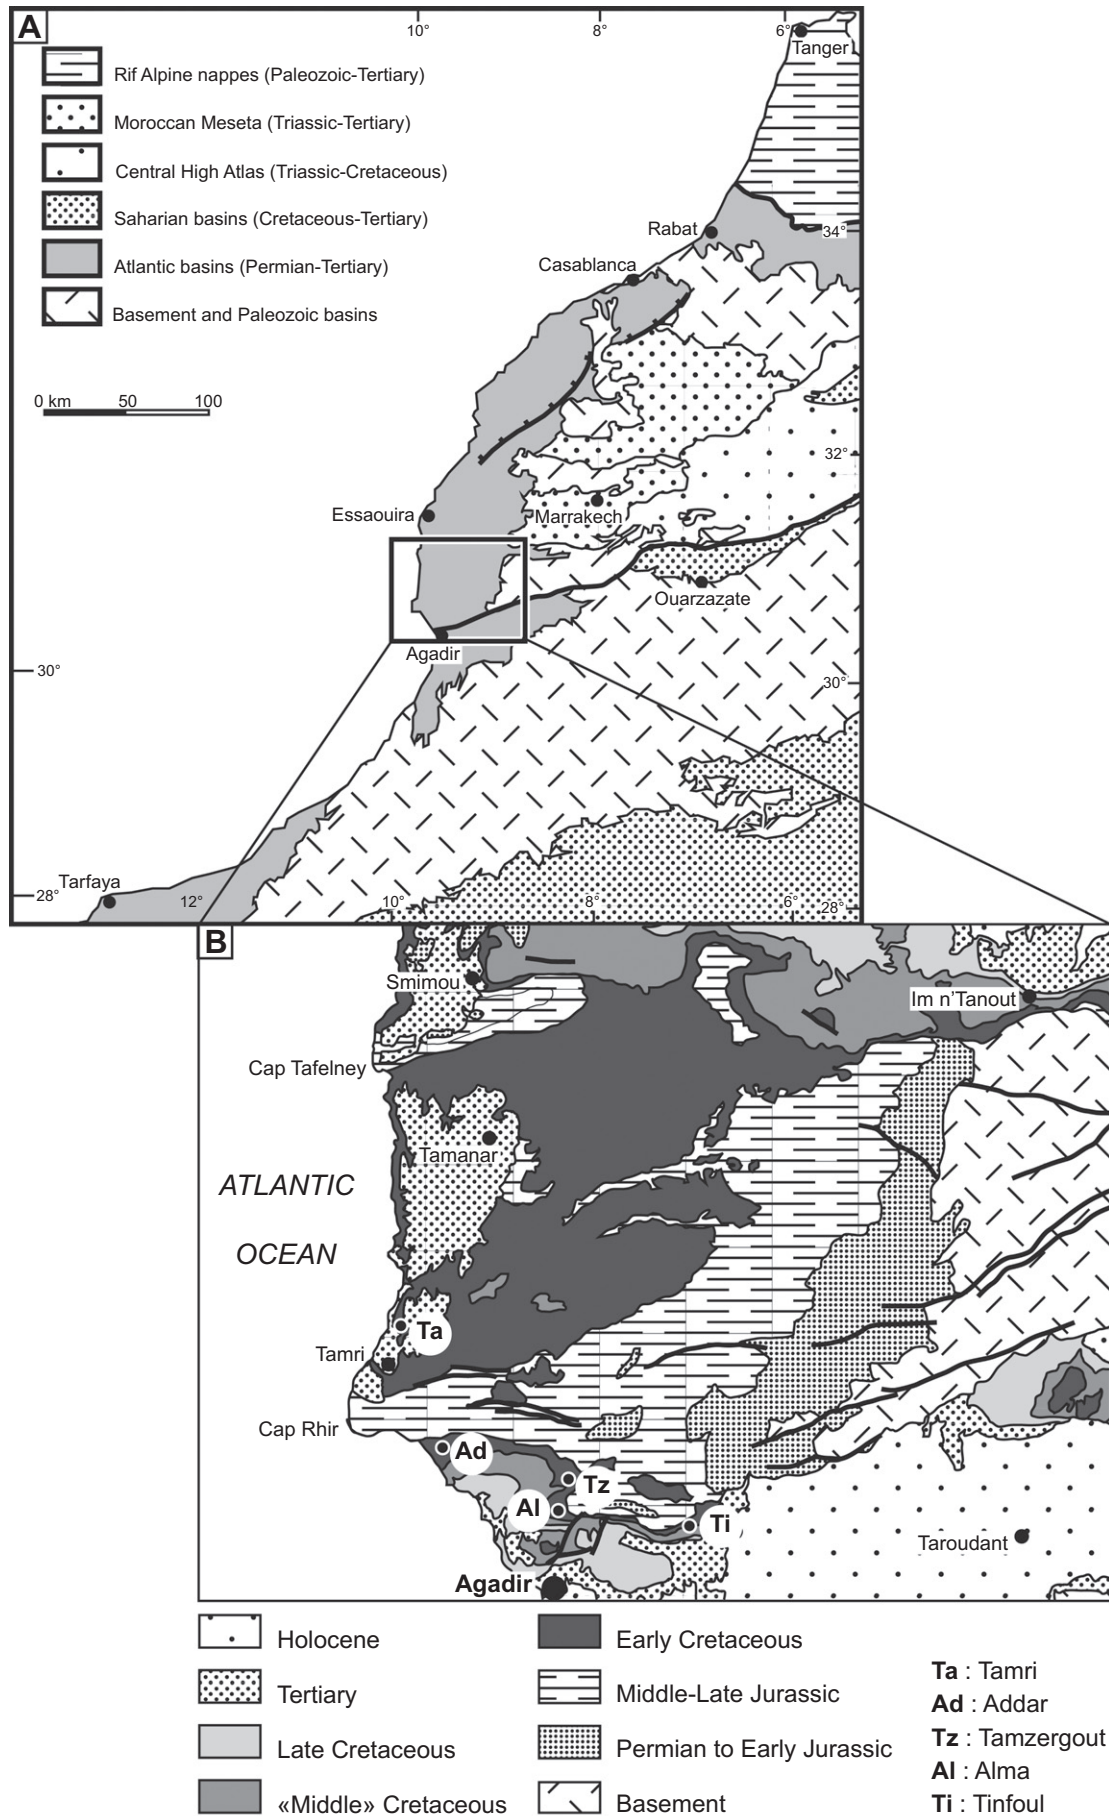 A
10°
8°
6°
Tanger
Rif Alpine nappes (Paleozoic-Tertiary)
Moroccan Meseta (Triassic-Tertiary)
Central High Atlas (Triassic-Cretaceous)
Saharian basins (Cretaceous-Tertiary)
Atlantic basins (Permian-Tertiary)
Basement and Paleozoic basins
Rabat
34°
Casablanca
0 km 50 100
32°
Essaouira
Marrakech
Ouarzazate
Agadir
30°
30°
Tarfaya
28°
12°
10°
8°
6°
28°
B
Smimou
Im n'Tanout
Cap Tafelney
Tamanar
ATLANTIC
OCEAN
Ta
Tamri
Cap Rhir
Ad
Tz
Al
Ti
Taroudant
Agadir
Holocene
Tertiary
Late Cretaceous
«Middle» Cretaceous
Early Cretaceous
Middle-Late Jurassic
Permian to Early Jurassic
Basement
Ta : Tamri
Ad : Addar
Tz : Tamzergout
Al : Alma
Ti : Tinfoul